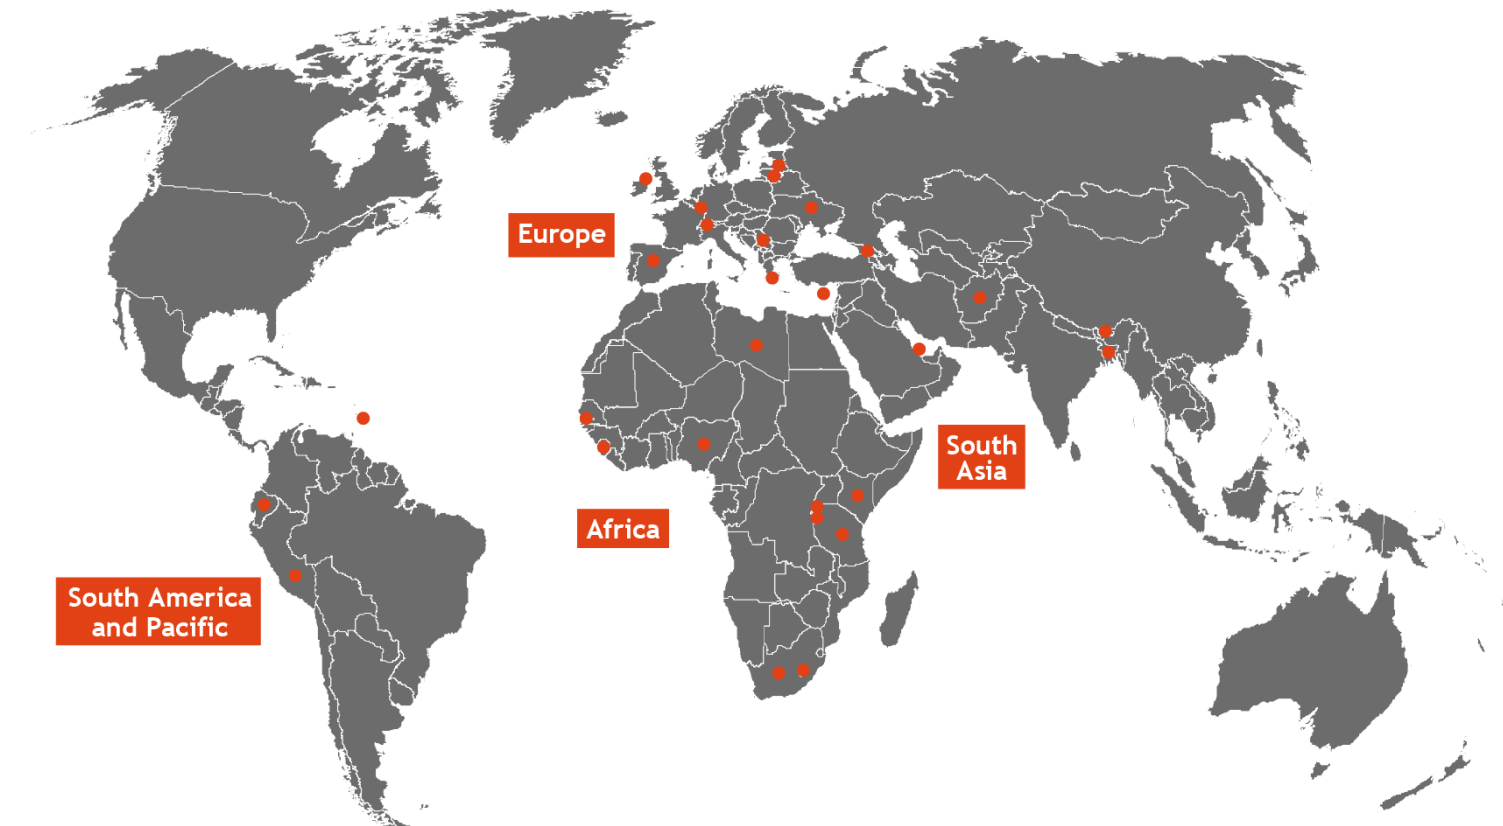 Europe
South
Asia
Africa
South America
and Pacific